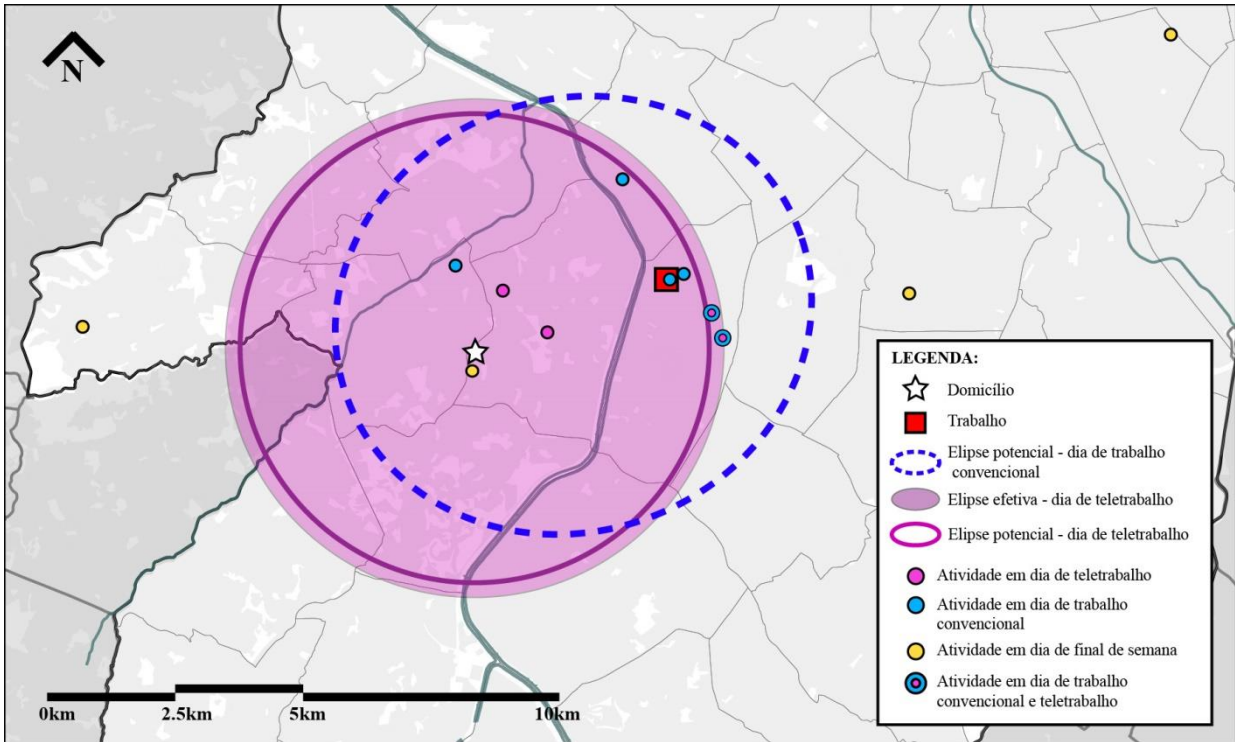 N
LEGENDA:
Domicílio
Trabalho
Elipse potencial - dia de trabalho
convencional
Elipse efetiva - dia de teletrabalho
Elipse potencial - dia de teletrabalho
Atividade em dia de teletrabalho
Atividade em dia de trabalho
convencional
Atividade em dia de final de semana
Atividade em dia de trabalho
convencional e teletrabalho
0km 2.5km 5km 10km